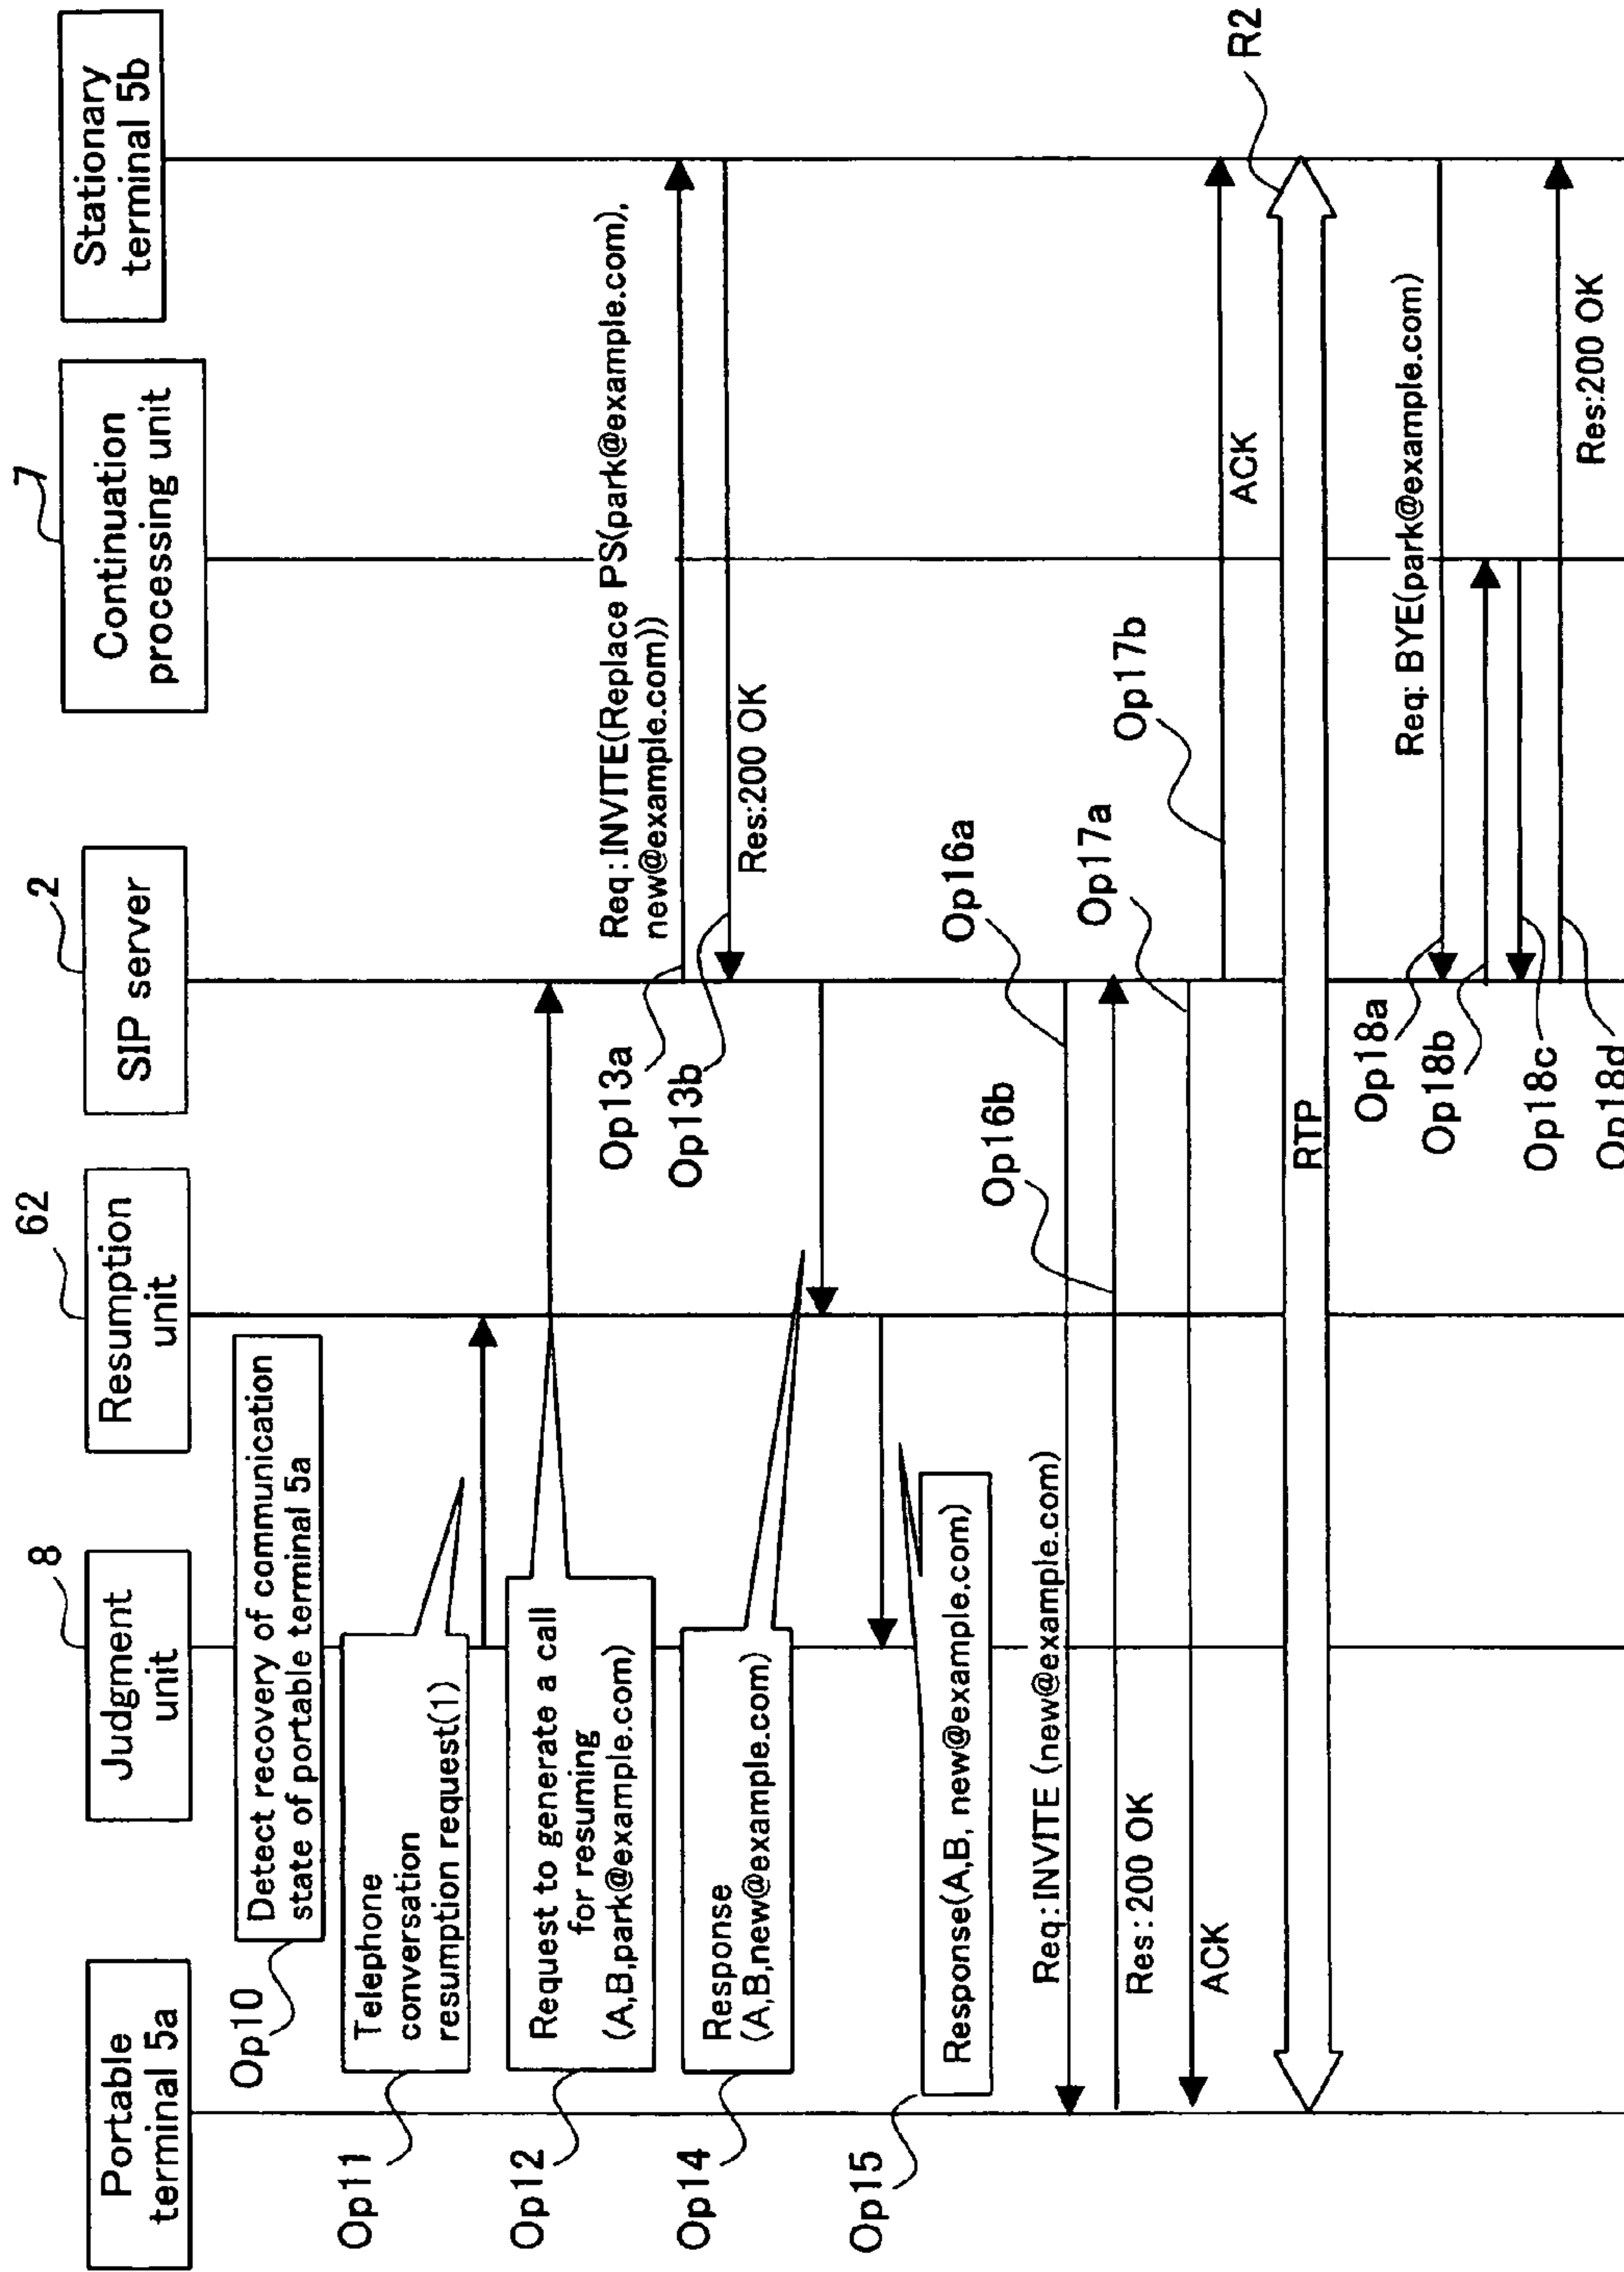 Portable
terminal 5a
8
Judgment
unit
62
Resumption
unit
2
SIP server
7
Continuation
processing unit
Stationary
terminal 5b
Op10
Detect recovery of communication
state of portable terminal 5a
Op11
Telephone
conversation
resumption request(1)
Op12
Request to generate a call
for resuming
(A,B,park@example.com)
Op13a
Req:INVITE(Replace PS(park@example.com),
new@example.com))
Op13b
Res:200 OK
Op14
Response
(A,B,new@example.com)
Op15
Response(A,B, new@example.com)
Op16a
Req:INVITE (new@example.com)
Op16b
Res:200 OK
Op17a
ACK
Op17b
ACK
RTP
R2
Op18a
Req: BYE(park@example.com)
Op18b
Op18c
Op18d
Res:200 OK